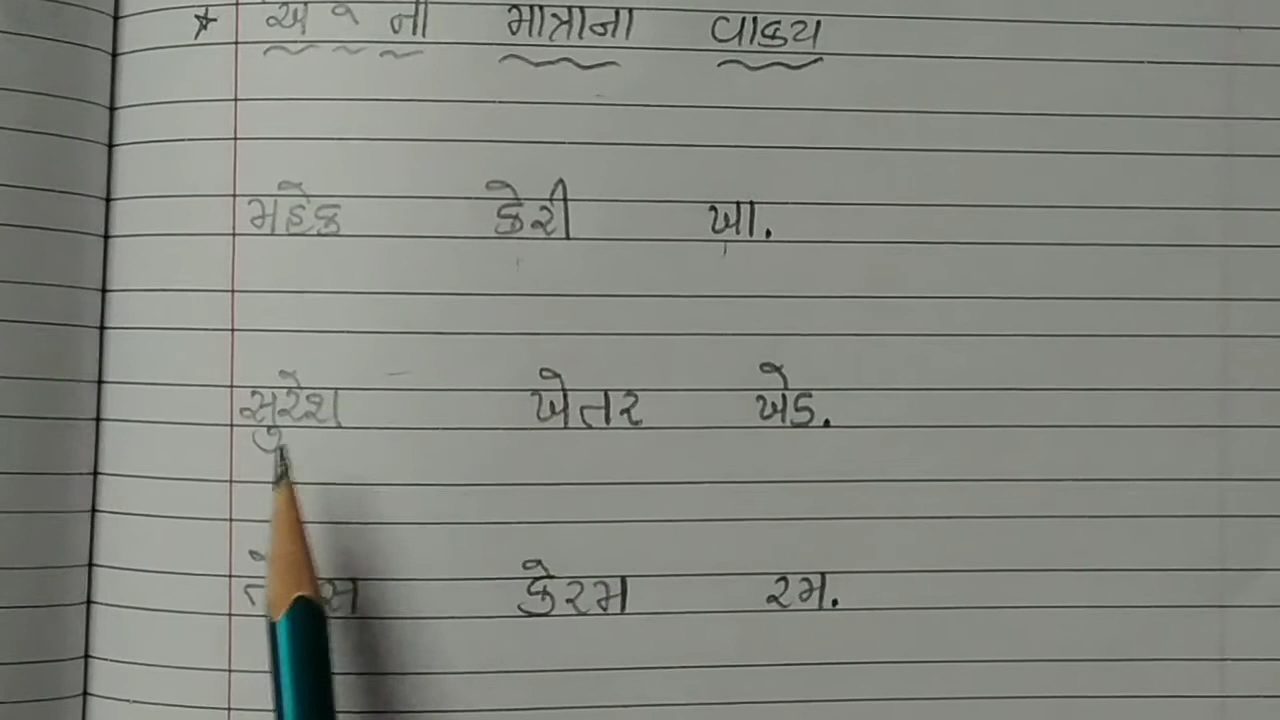 ★ એ ે ની માત્રાના વાક્ય
મહેક કેરી ખા.
સુરેશ ખેતર ખેડ.
કેરમ રમ.